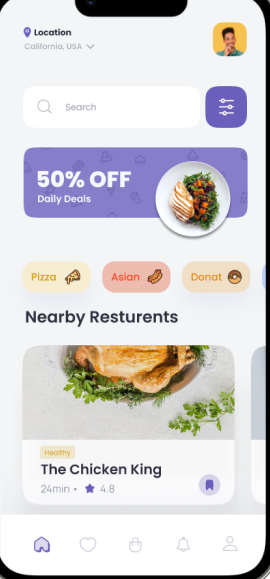 Location
California, USA
Search
50% OFF
Daily Deals
Pizza
Asian
Donat
Nearby Resturents
Healthy
The Chicken King
24min • 4.8